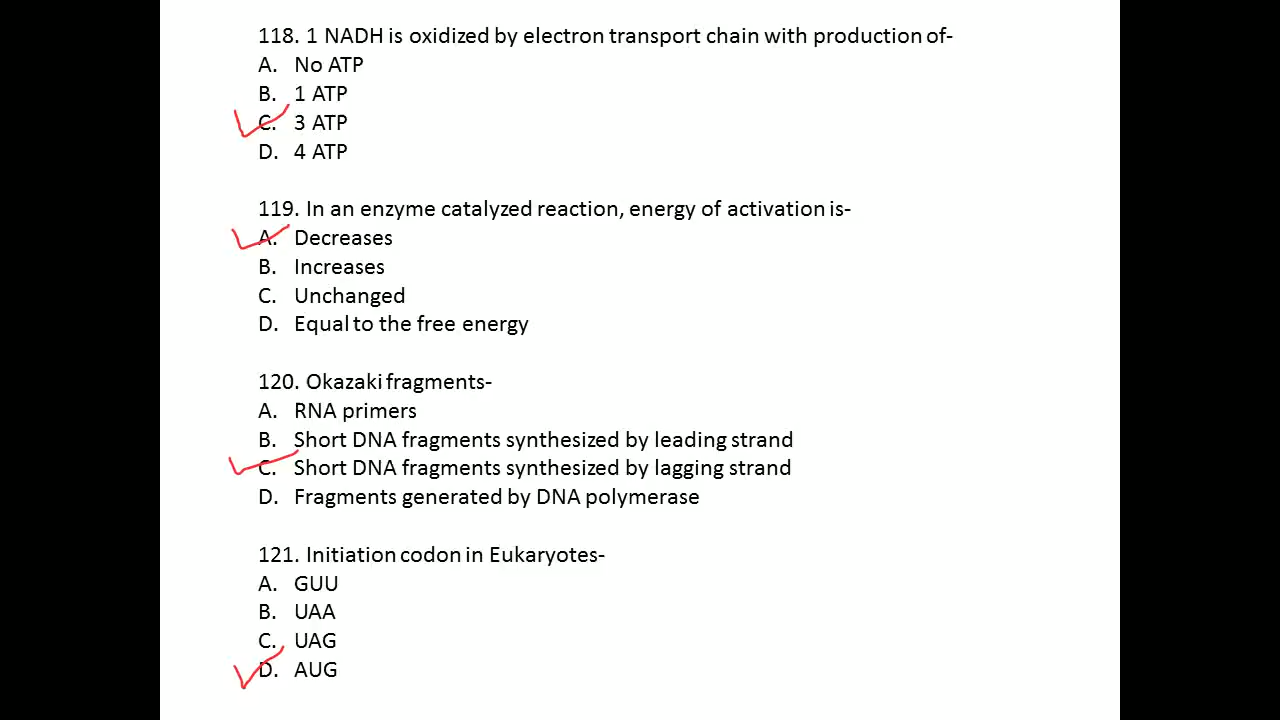 118. 1 NADH is oxidized by electron transport chain with production of-
A. No ATP
B. 1 ATP
C. 3 ATP
D. 4 ATP
119. In an enzyme catalyzed reaction, energy of activation is-
A. Decreases
B. Increases
C. Unchanged
D. Equal to the free energy
120. Okazaki fragments-
A. RNA primers
B. Short DNA fragments synthesized by leading strand
C. Short DNA fragments synthesized by lagging strand
D. Fragments generated by DNA polymerase
121. Initiation codon in Eukaryotes-
A. GUU
B. UAA
C. UAG
D. AUG